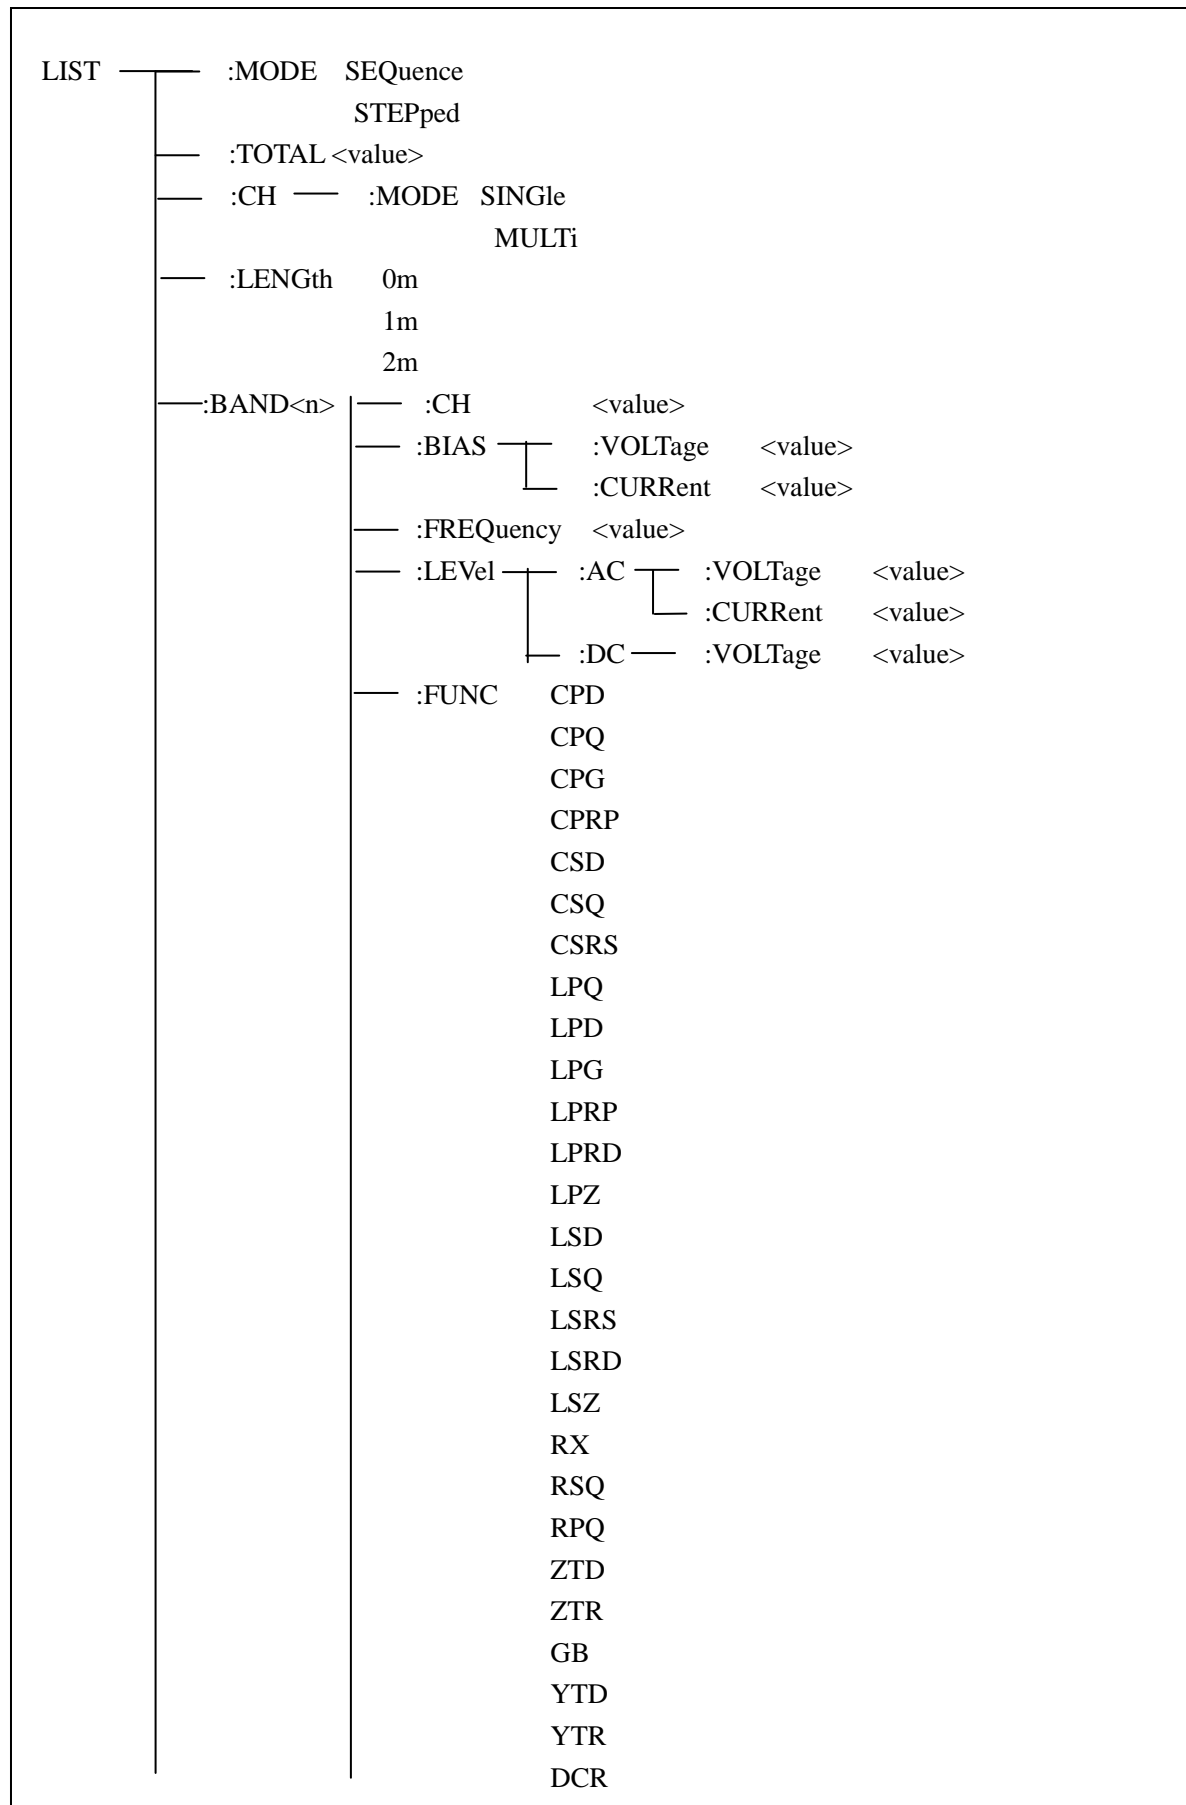 LIST :MODE SEQuence
STEPped
:TOTAL <value>
:CH :MODE SINGle
MULTi
:LENGth 0m
1m
2m
:BAND<n> :CH <value>
:BIAS :VOLTage <value>
:CURRent <value>
:FREQuency <value>
:LEVel :AC :VOLTage <value>
:CURRent <value>
:DC :VOLTage <value>
:FUNC CPD
CPQ
CPG
CPRP
CSD
CSQ
CSRS
LPQ
LPD
LPG
LPRP
LPRD
LPZ
LSD
LSQ
LSRS
LSRD
LSZ
RX
RSQ
RPQ
ZTD
ZTR
GB
YTD
YTR
DCR